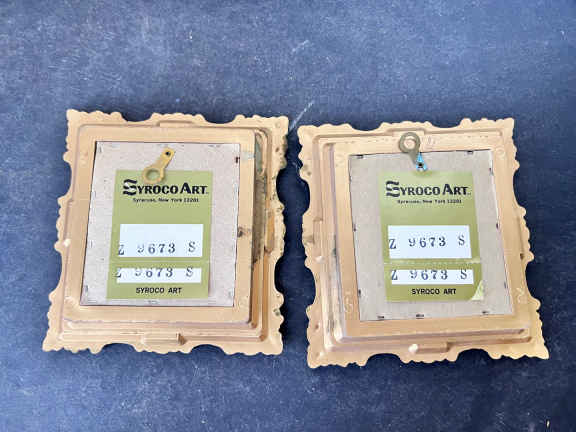 SYROCO ART.
Syracuse, New York 13201
Z 9673 S
Z 9673 S
SYROCO ART
SYROCO ART.
Syracuse, New York 13201
Z 9673 S
Z 9673 S
SYROCO ART